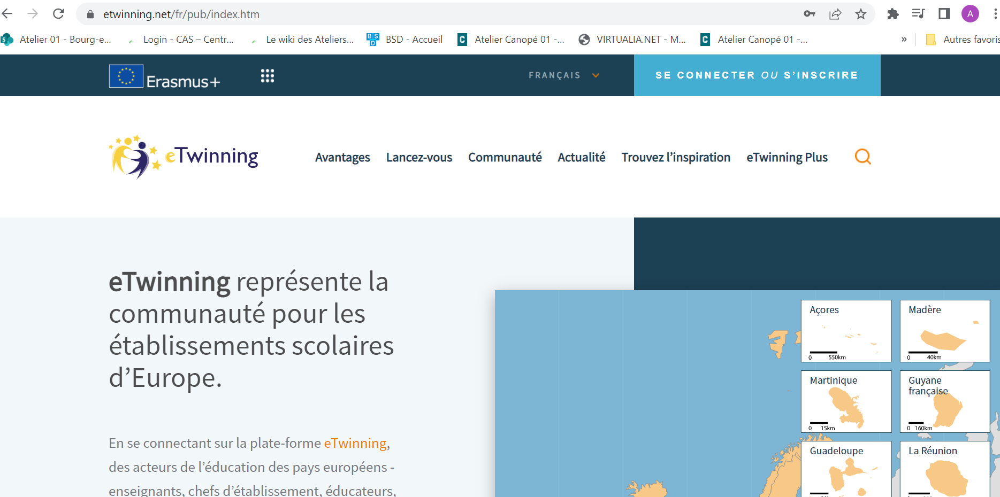 etwinning.net/fr/pub/index.htm
A
Atelier 01 - Bourg-e...
Login - CAS – Centr...
Le wiki des Ateliers...
BSD - Accueil
Atelier Canopé 01 -...
VIRTUALIA.NET - M...
Atelier Canopé 01 -...
»
Autres favoris
Erasmus+
FRANÇAIS
SE CONNECTER OU S’INSCRIRE
eTwinning
Avantages
Lancez-vous
Communauté
Actualité
Trouvez l’inspiration
eTwinning Plus
eTwinning représente la
communauté pour les
établissements scolaires
d’Europe.
En se connectant sur la plate-forme eTwinning,
des acteurs de l’éducation des pays européens -
enseignants, chefs d’établissement, éducateurs,
Açores
0 550km
Madère
0 40km
Martinique
0 15km
Guyane
française
0 160km
Guadeloupe
La Réunion